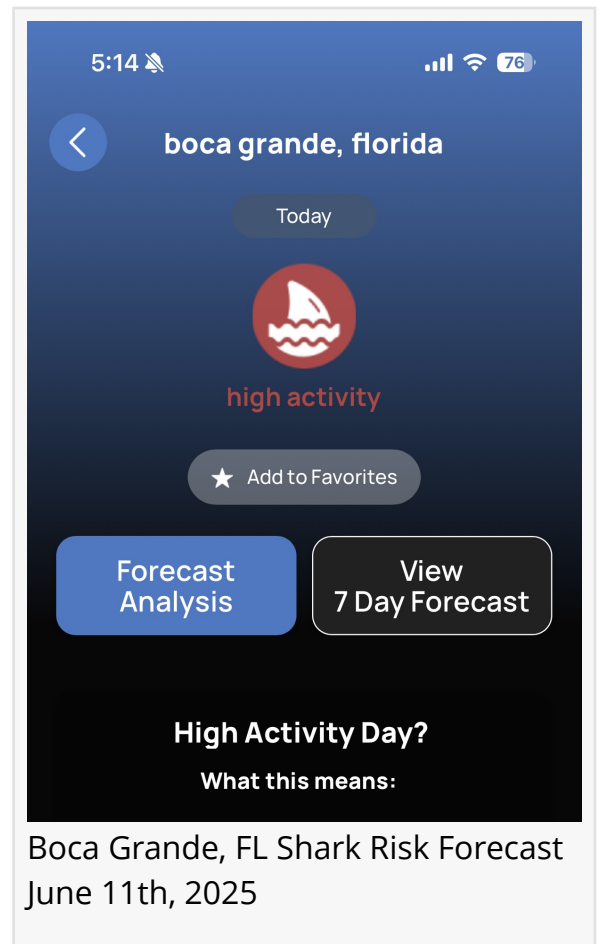 5:14
76
boca grande, florida
Today
high activity
Add to Favorites
Forecast
Analysis
View
7 Day Forecast
High Activity Day?
What this means:
Boca Grande, FL Shark Risk Forecast
June 11th, 2025